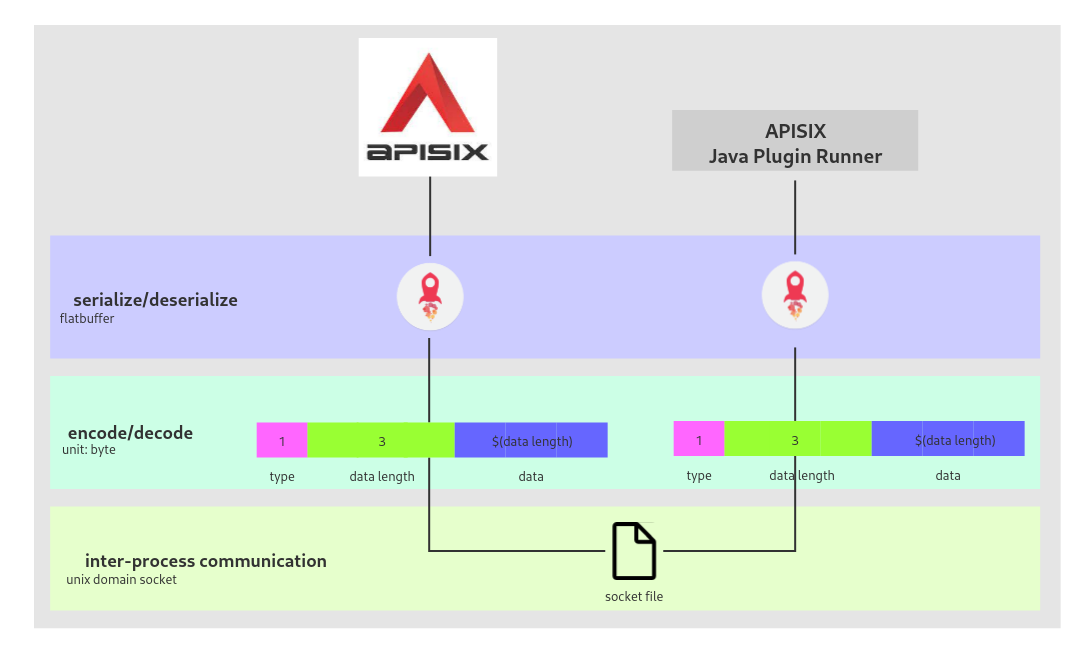 APISIX
APISIX
Java Plugin Runner
serialize/deserialize
flatbuffer
encode/decode
unit: byte
1
3
$(data length)
type
data length
data
1
3
$(data length)
type
data length
data
inter-process communication
unix domain socket
socket file